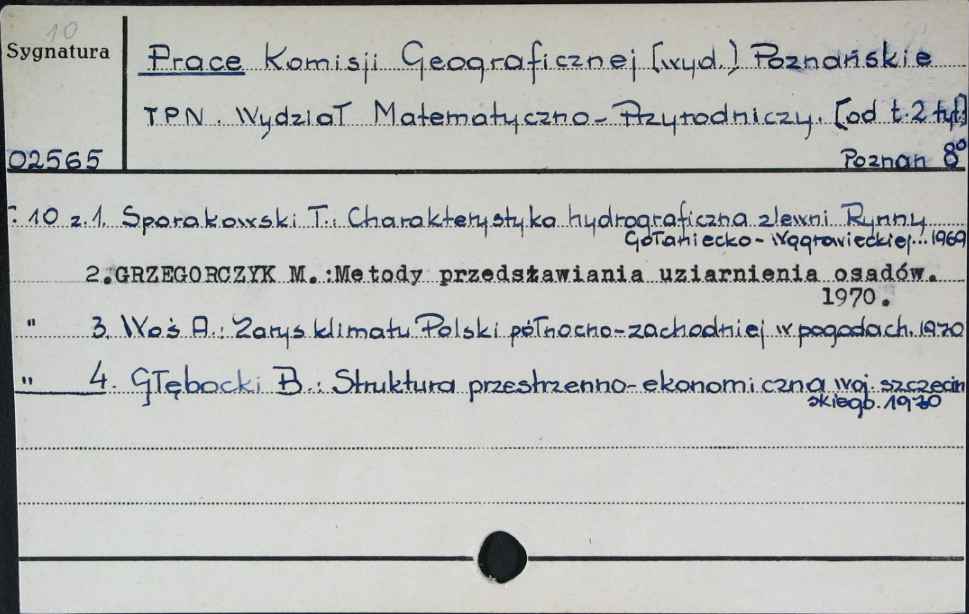 10
Sygnatura
Prace Komisji Geograficznej [wyd.] Poznańskie
TPN. Wydział Matematyczno-Przyrodniczy. [od t. 2 tyt.]
02565
Poznan 8°
T. 10 z. 1. Sporakowski T.: Charakterystyka hydrograficzna zlewni Rynny
Gołaniecko-Wągrowieckiej... 1969
2.GRZEGORCZYK M.:Metody przedstawiania uziarnienia osadów.
1970.
" 3. Woś A.: Zarys klimatu Polski północno-zachodniej w pogodach. 1970
" 4. Głębocki B.: Struktura przestrzenno-ekonomiczna woj. szczecin
skiego. 1970